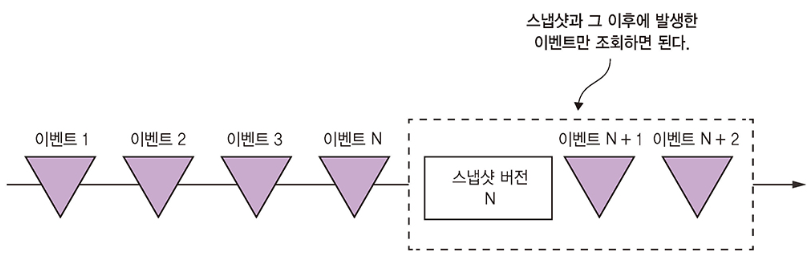 스냅샷과 그 이후에 발생한
이벤트만 조회하면 된다.
이벤트 1
이벤트 2
이벤트 3
이벤트 N
이벤트 N + 1
이벤트 N + 2
스냅샷 버전
N